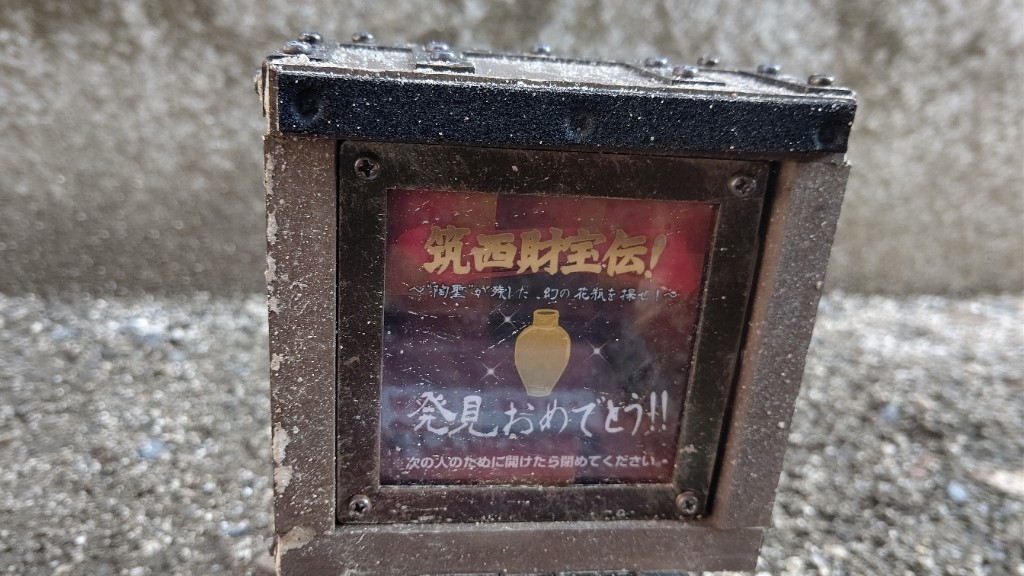 筑西財宝伝!
〜"陶聖"が残した、幻の花瓶を探せ!〜
発見おめでとう!!
次の人のために開けたら閉めてください。